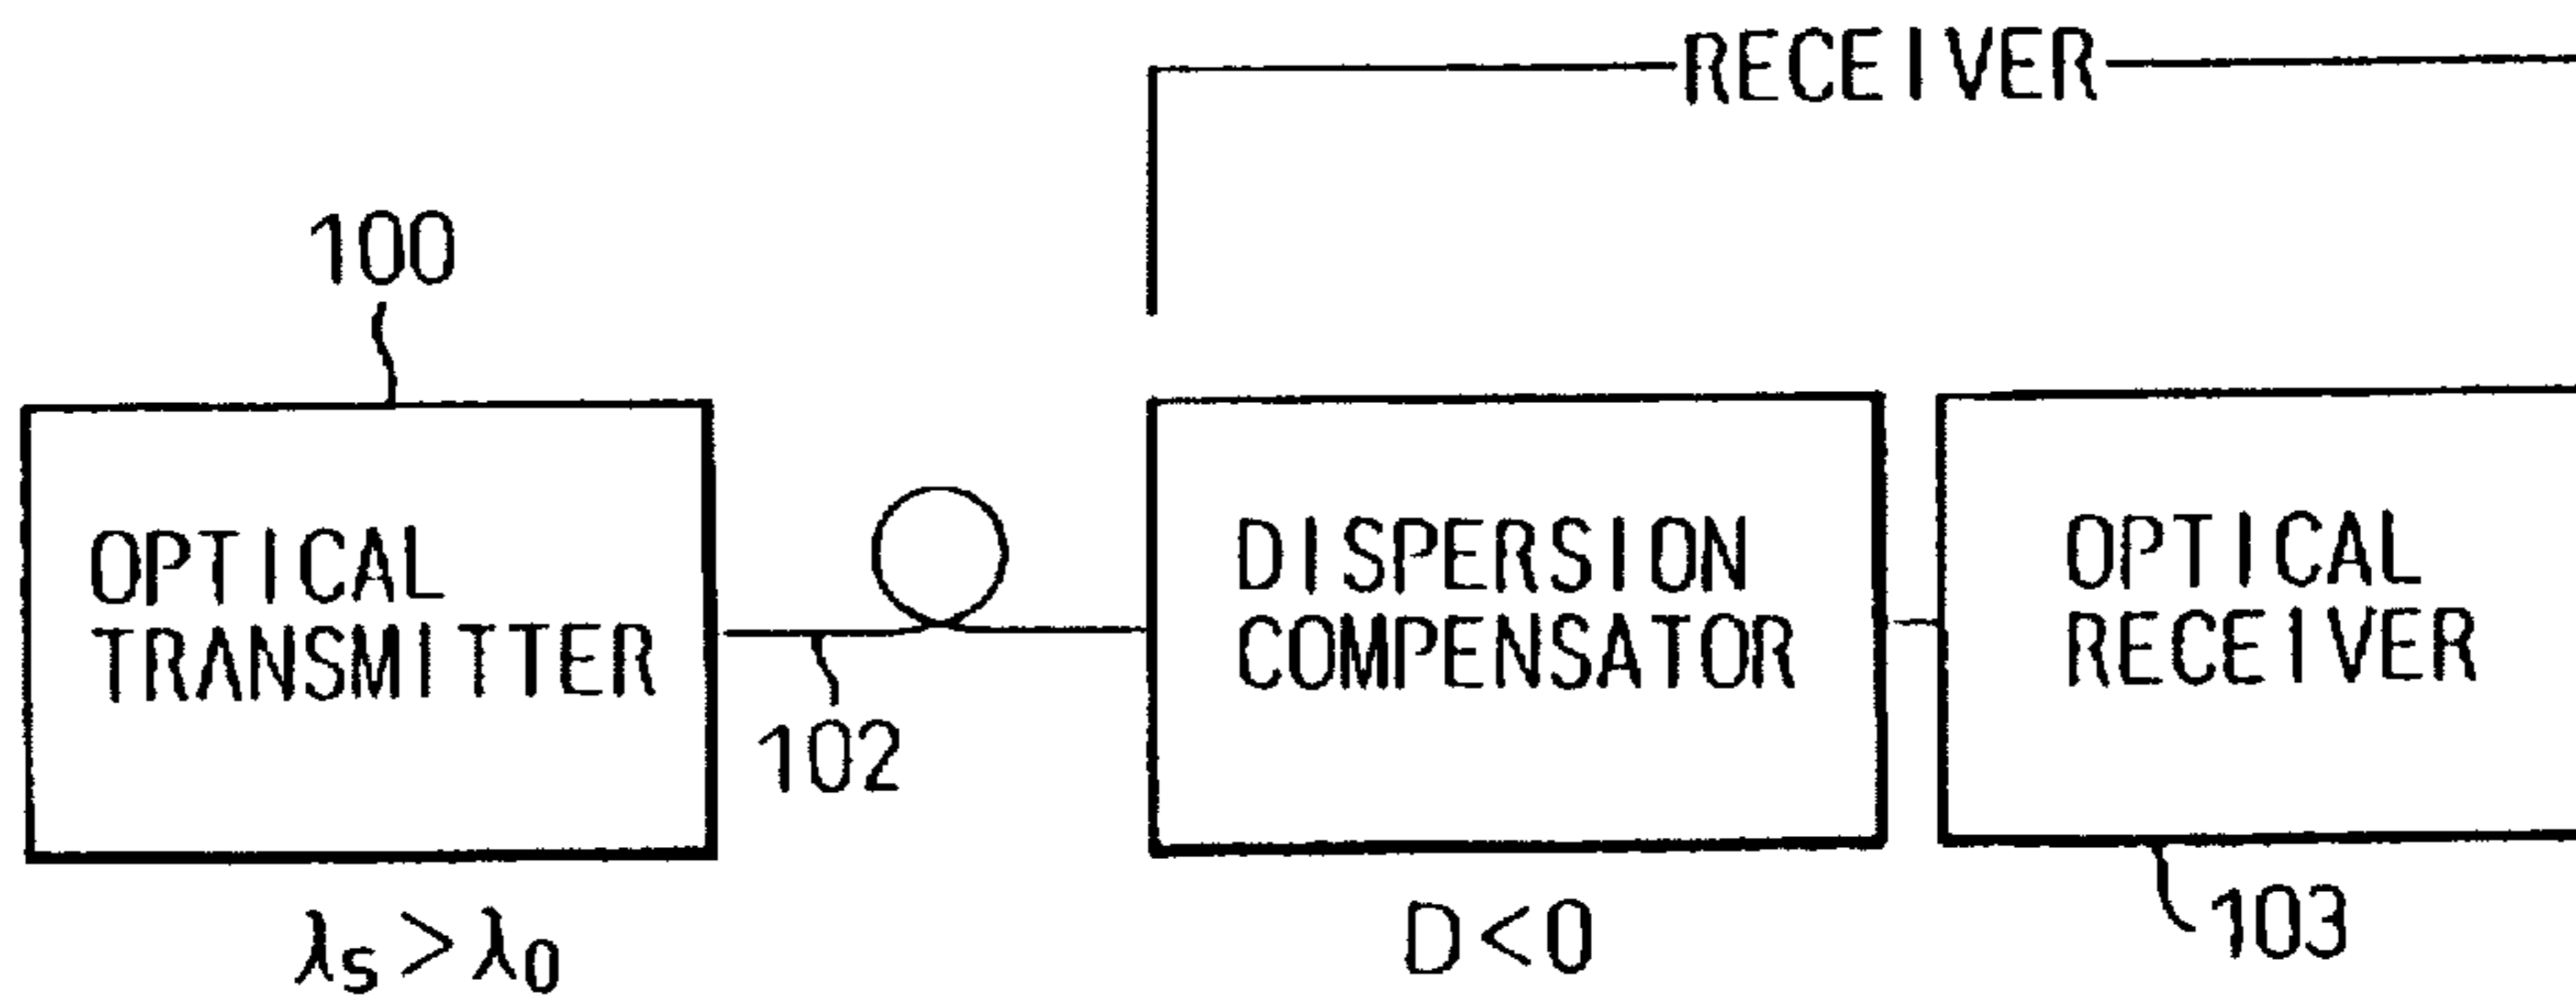 RECEIVER
100
OPTICAL
TRANSMITTER
102
DISPERSION
COMPENSATOR
OPTICAL
RECEIVER
λs>λ0
D<0
103